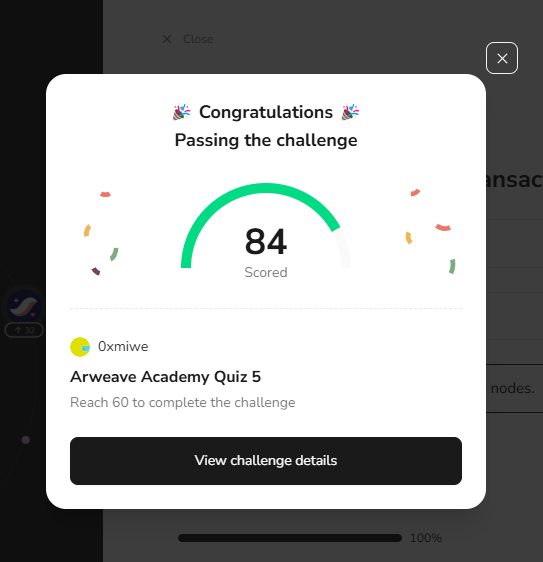 Close
Congratulations
Passing the challenge
ansac
84
Scored
32
0xmiwe
nodes.
Arweave Academy Quiz 5
Reach 60 to complete the challenge
View challenge details
100%